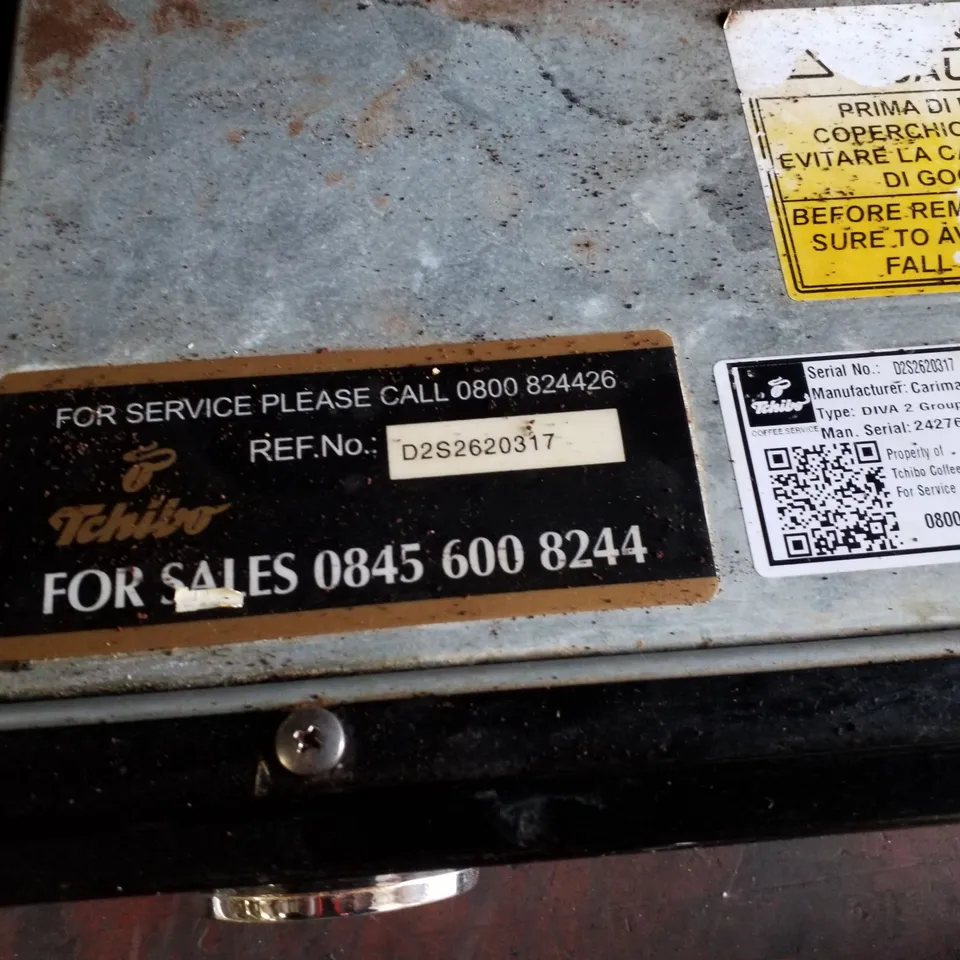 FOR SERVICE PLEASE CALL 0800 824426
REF.No.: D2S2620317
Tchibo
FOR SALES 0845 600 8244
PRIMA DI
COPERCHIO
EVITARE LA
DI
BEFORE
SURE TO
FALL
Serial No.: D2S2620317
Manufacturer: Carima
Type: DIVA 2 Group
Man. Serial: 24276
Tchibo
COFFEE SERVICE
Property of
Tchibo Coffee
For Service
0800